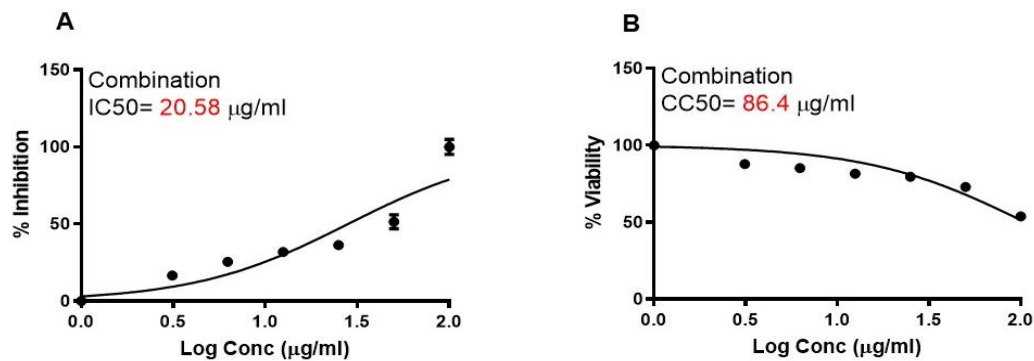 A
150
Combination
IC50= 20.58 µg/ml
% Inhibition
100
50
0
0.0 0.5 1.0 1.5 2.0
Log Conc (µg/ml)
B
150
Combination
CC50= 86.4 µg/ml
% Viability
100
50
0
0.0 0.5 1.0 1.5 2.0
Log Conc (µg/ml)